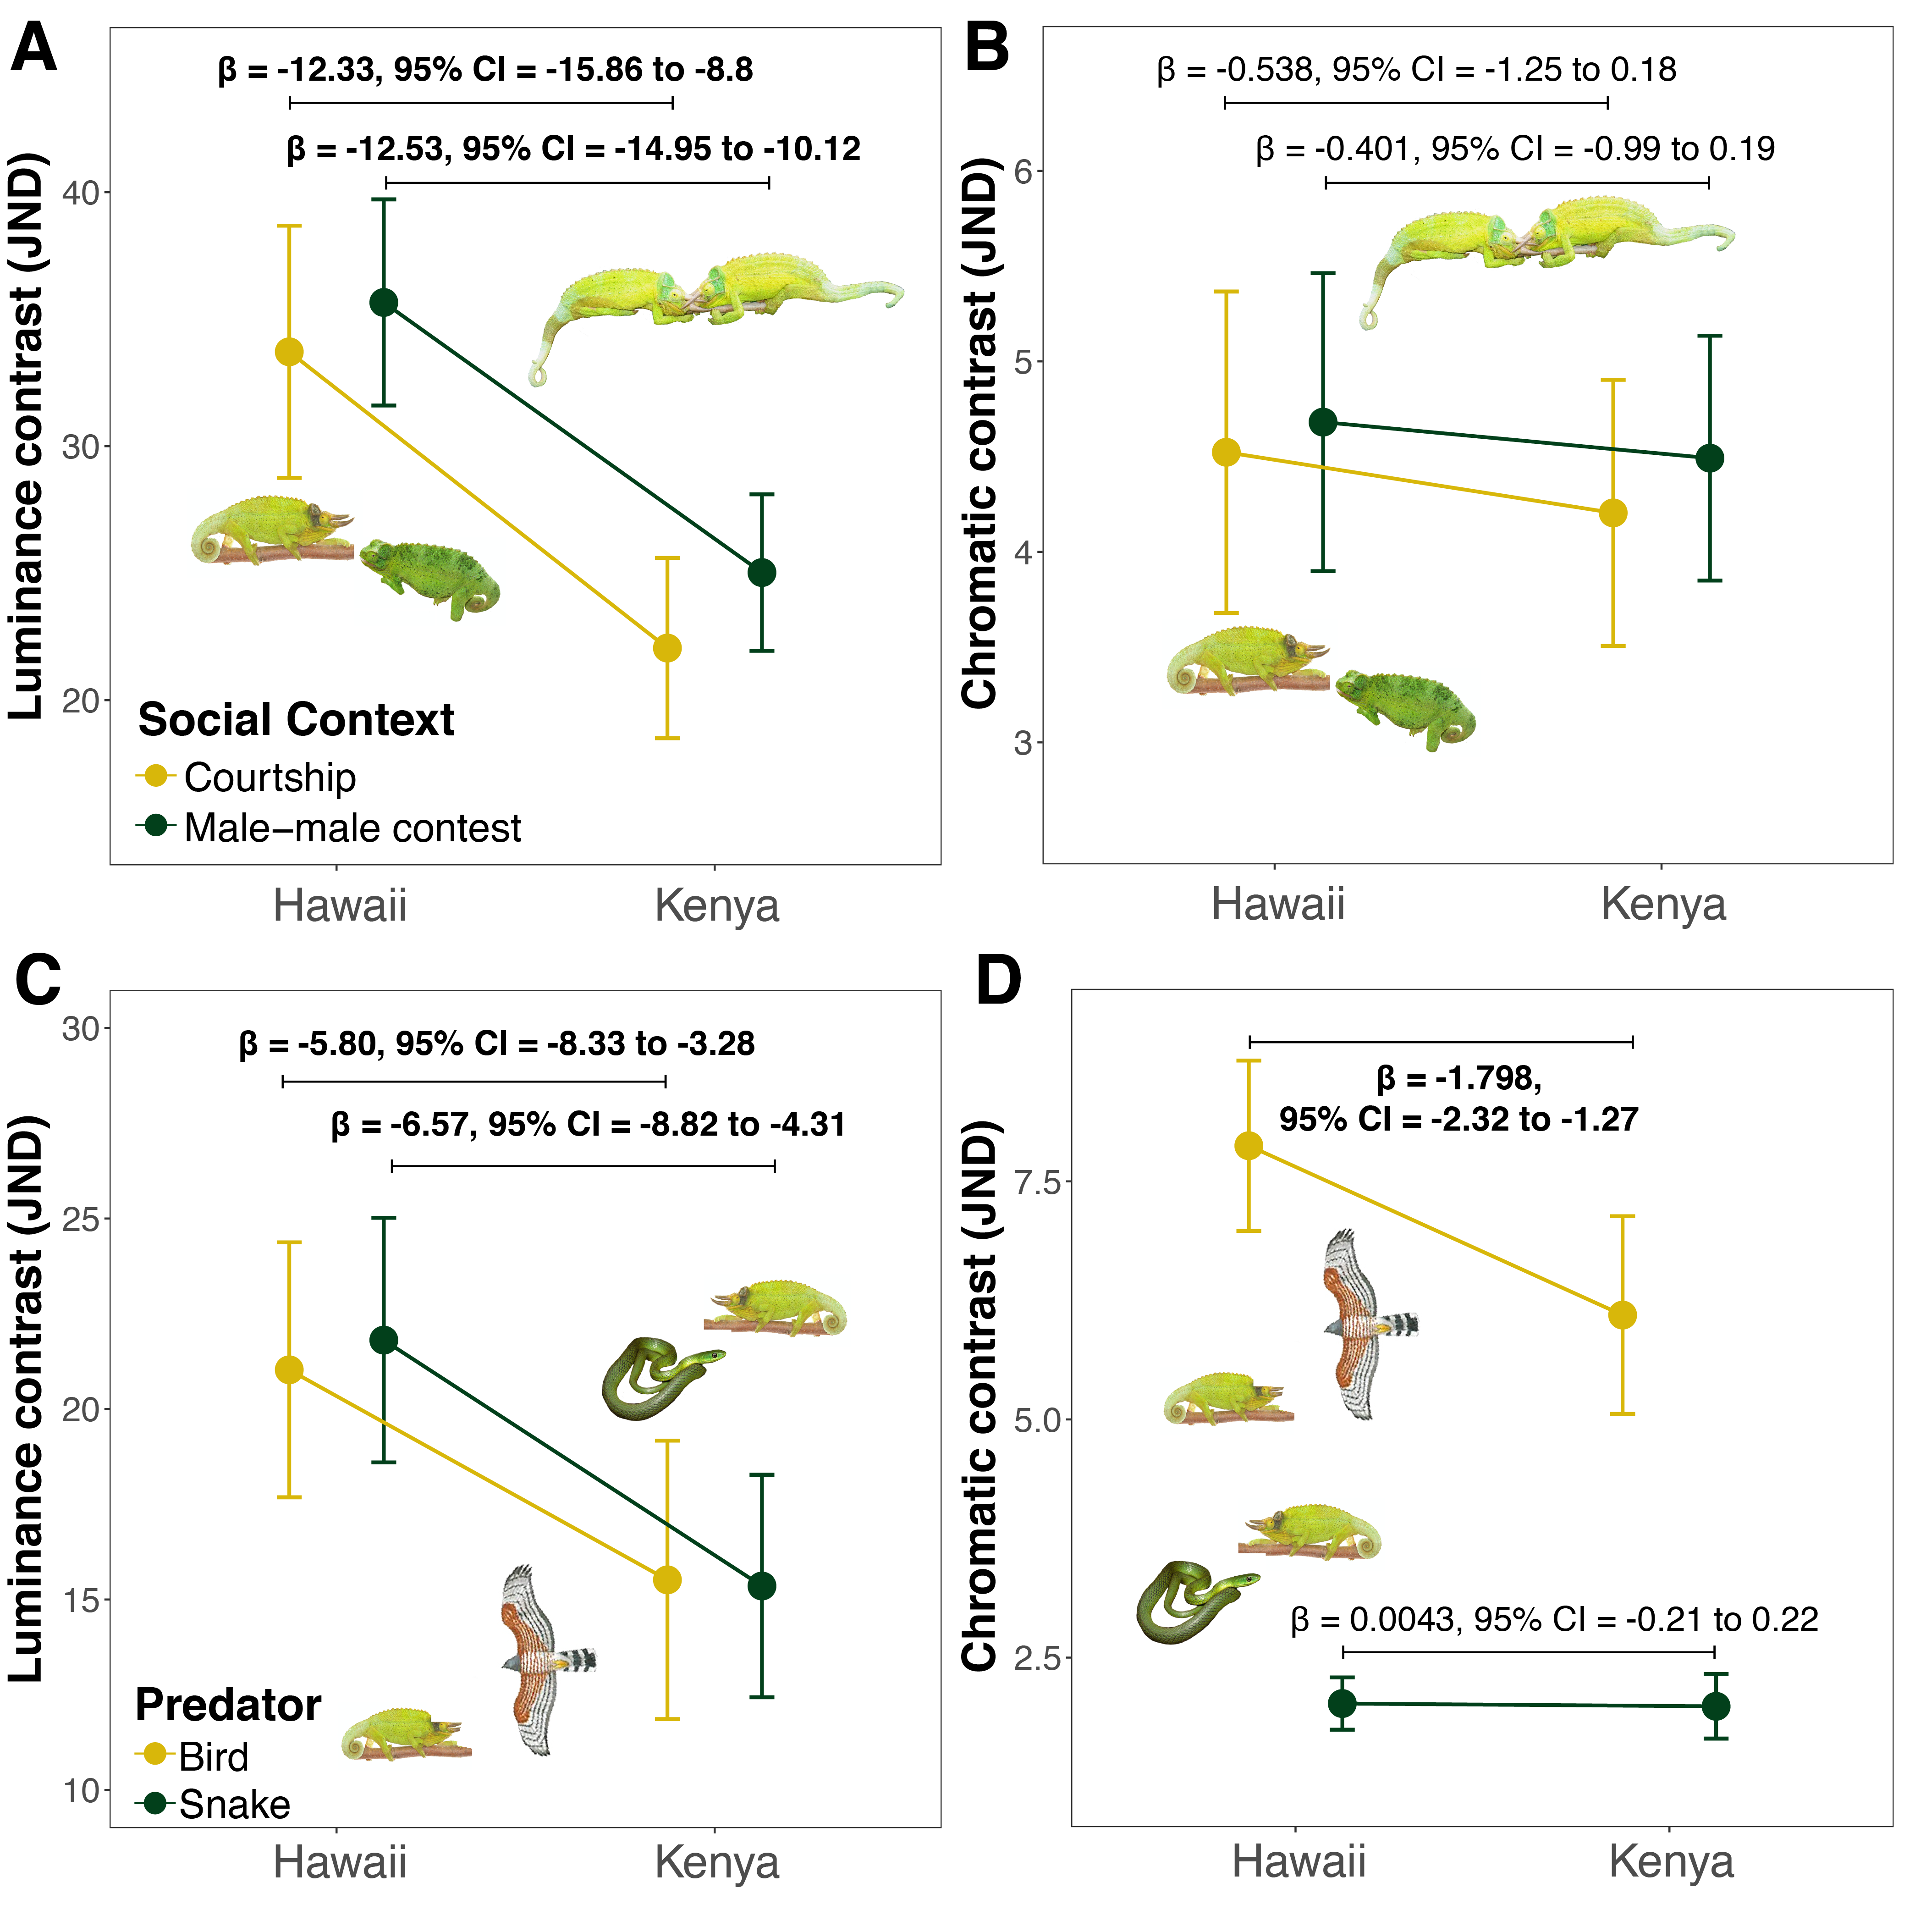 A
β = -12.33, 95% CI = -15.86 to -8.8
β = -12.53, 95% CI = -14.95 to -10.12
Luminance contrast (JND)
40
30
20
Social Context
Courtship
Male–male contest
Hawaii
Kenya
B
β = -0.538, 95% CI = -1.25 to 0.18
β = -0.401, 95% CI = -0.99 to 0.19
Chromatic contrast (JND)
6
5
4
3
Hawaii
Kenya
C
β = -5.80, 95% CI = -8.33 to -3.28
β = -6.57, 95% CI = -8.82 to -4.31
Luminance contrast (JND)
30
25
20
15
10
Predator
Bird
Snake
Hawaii
Kenya
D
β = -1.798,
95% CI = -2.32 to -1.27
Chromatic contrast (JND)
7.5
5.0
2.5
β = 0.0043, 95% CI = -0.21 to 0.22
Hawaii
Kenya